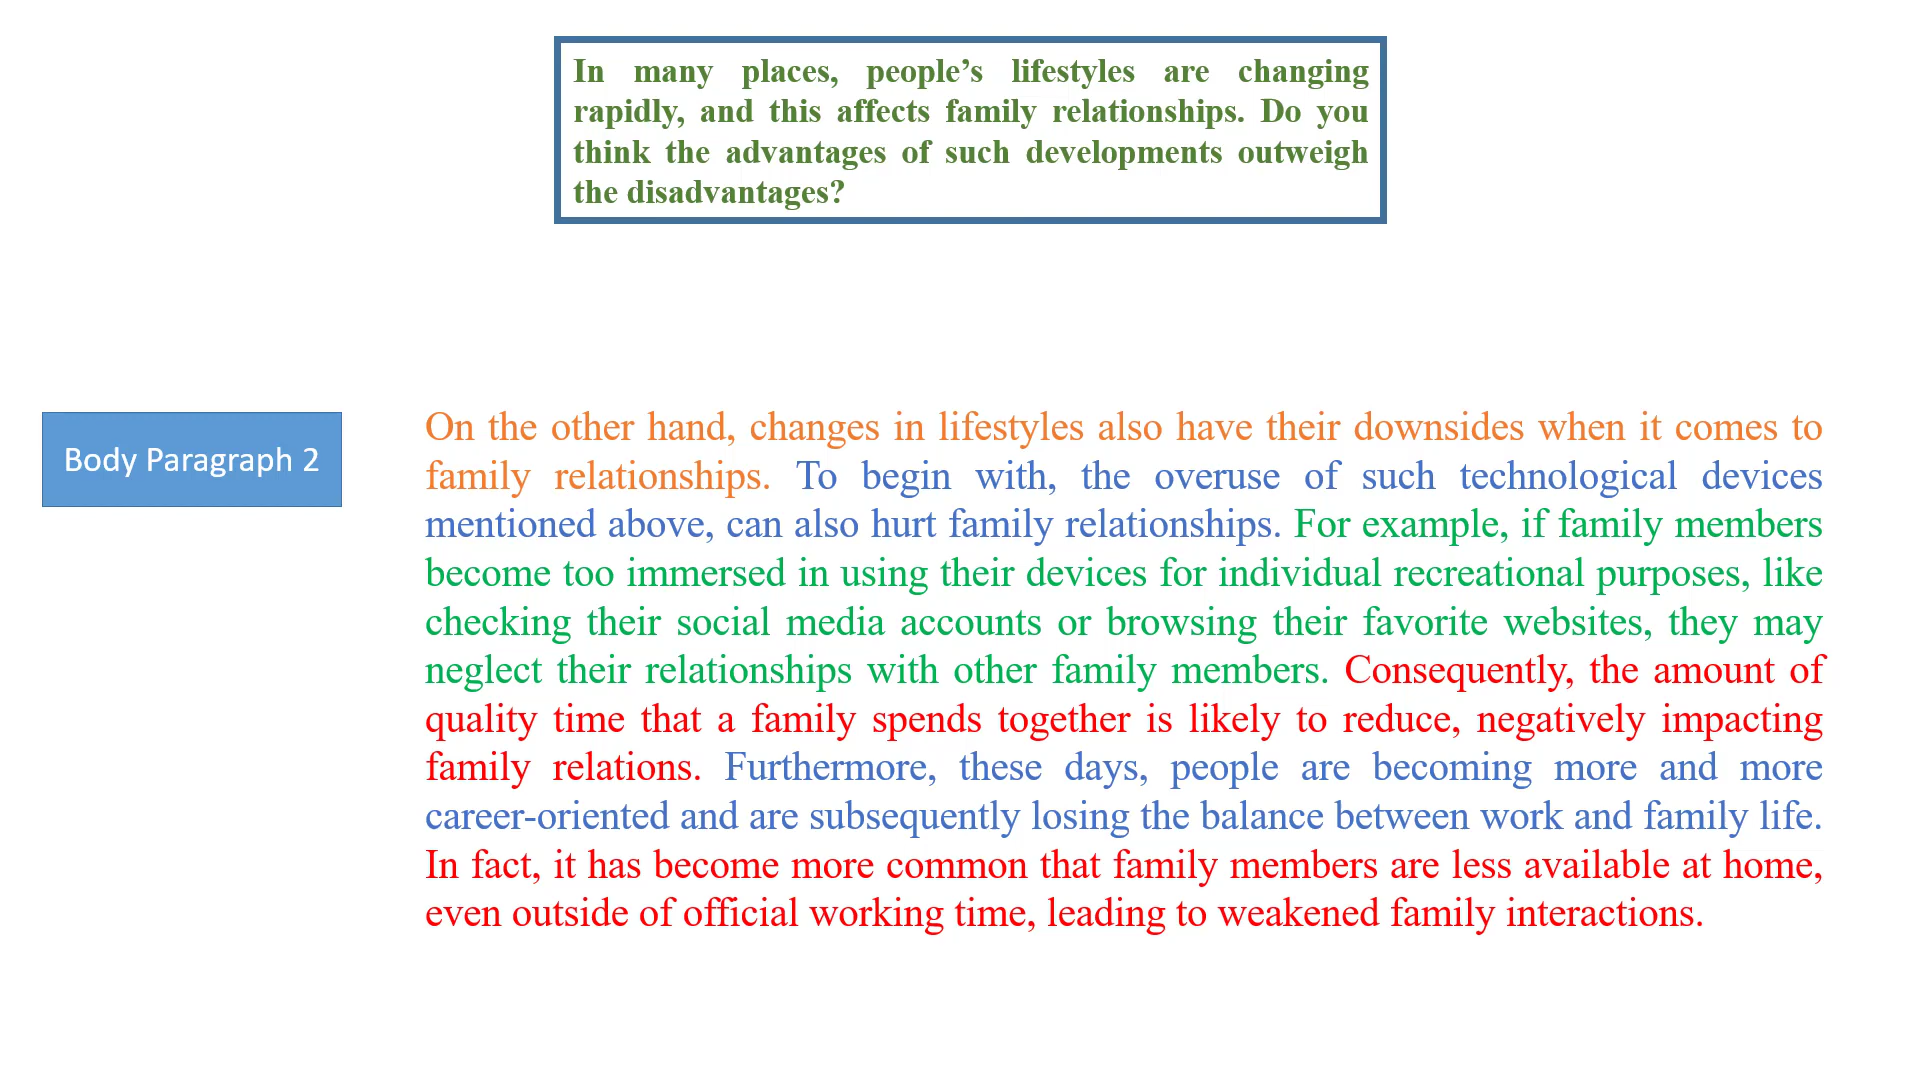 In many places, people’s lifestyles are changing
rapidly, and this affects family relationships. Do you
think the advantages of such developments outweigh
the disadvantages?
Body Paragraph 2
On the other hand, changes in lifestyles also have their downsides when it comes to
family relationships. To begin with, the overuse of such technological devices
mentioned above, can also hurt family relationships. For example, if family members
become too immersed in using their devices for individual recreational purposes, like
checking their social media accounts or browsing their favorite websites, they may
neglect their relationships with other family members. Consequently, the amount of
quality time that a family spends together is likely to reduce, negatively impacting
family relations. Furthermore, these days, people are becoming more and more
career-oriented and are subsequently losing the balance between work and family life.
In fact, it has become more common that family members are less available at home,
even outside of official working time, leading to weakened family interactions.